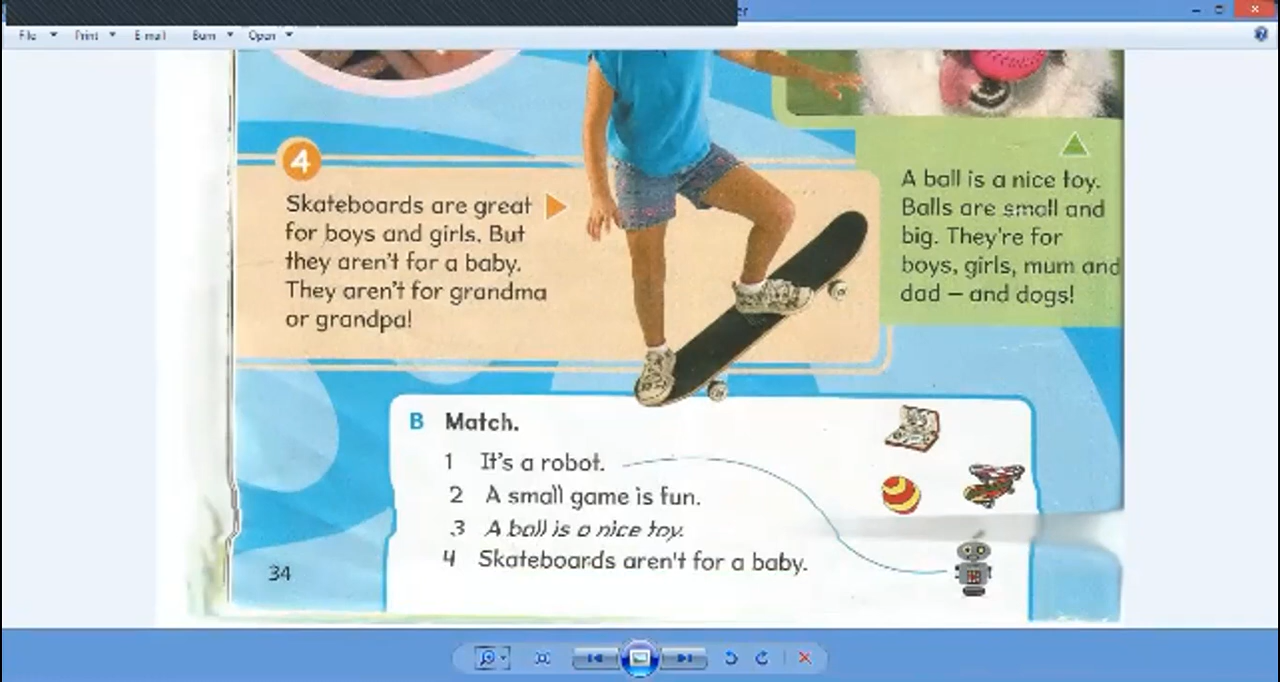 er
File
Print
E-mail
Burn
Open
4
Skateboards are great
for boys and girls. But
they aren't for a baby.
They aren't for grandma
or grandpa!
A ball is a nice toy.
Balls are small and
big. They're for
boys, girls, mum and
dad – and dogs!
B Match.
1 It's a robot.
2 A small game is fun.
3 A ball is a nice toy.
4 Skateboards aren't for a baby.
34